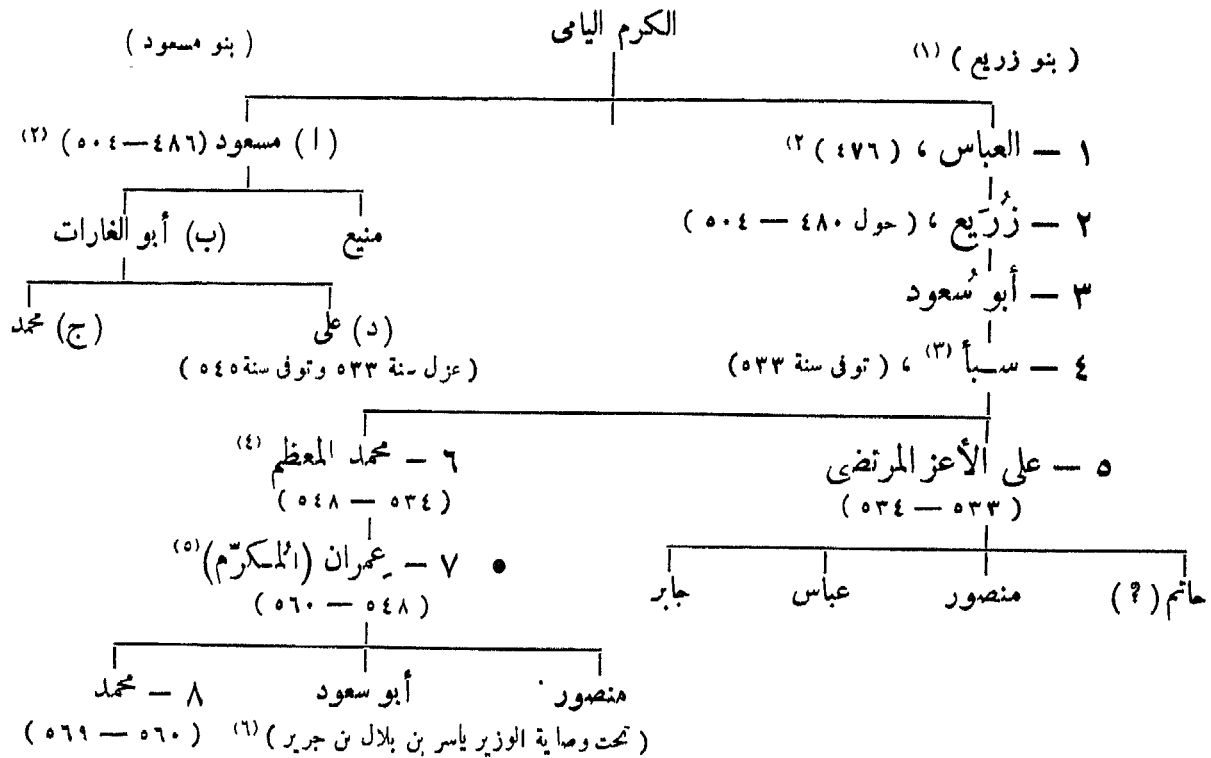 الكرم اليامى
( بنو زريع ) (١)
( بنو مسعود )
١ — العباس ، ( ٤٧٦ ) ٢)
( ا ) مسعود ( ٤٨٦—٥٠٤ ) (٢)
٢ — زُرَيع ، ( حول ٤٨٠ — ٥٠٤ )
منيع
(ب) أبو الغارات
٣ — أبو سُعود
(د) على
(ج) محمد
٤ — سبأ (٣) ، ( توفى سنة ٥٣٣ )
( عزل سنة ٥٣٣ وتوفى سنة ٥٤٥ )
٥ — على الأعز المرتضى
٦ — محمد المعظم (٤)
( ٥٣٣ — ٥٣٤ )
( ٥٣٤ — ٥٤٨ )
• ٧ — عِمران (المُكرّم) (٥)
( ٥٤٨ — ٥٦٠ )
حاتم ( ? )
منصور
عباس
جابر
منصور
أبو سعود
٨ — محمد
( تحت وصاية الوزير ياسر بن بلال بن جرير ) (٦)
( ٥٦٠ — ٥٦٩ )